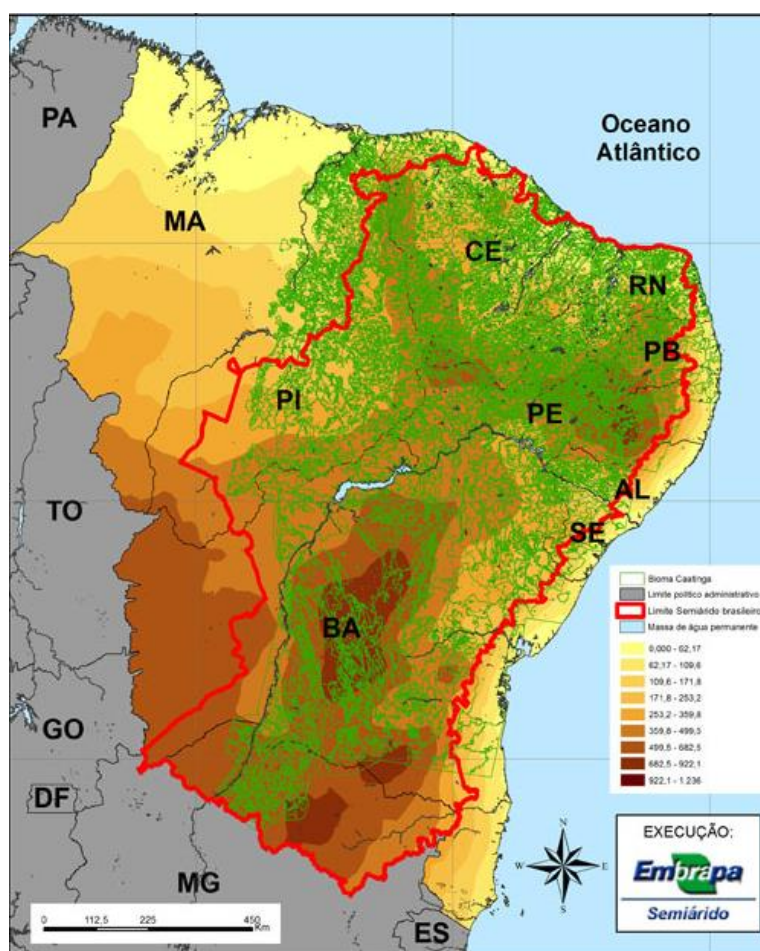 PA
Oceano
Atlântico
MA
CE
RN
PB
PI
PE
AL
TO
SE
Bioma Caatinga
Limite politico administrativo
Limite Semiárido brasileiro
Massa de água permanente
BA
0,000 - 62,17
62,17 - 109,6
109,6 - 171,8
171,8 - 253,2
253,2 - 359,8
359,8 - 499,3
499,5 - 682,5
682,5 - 922,1
922,1 - 1.236
GO
DF
EXECUÇÃO:
N
W
E
S
Embrapa
Semiárido
MG
0 112,5 225 450
Km
ES